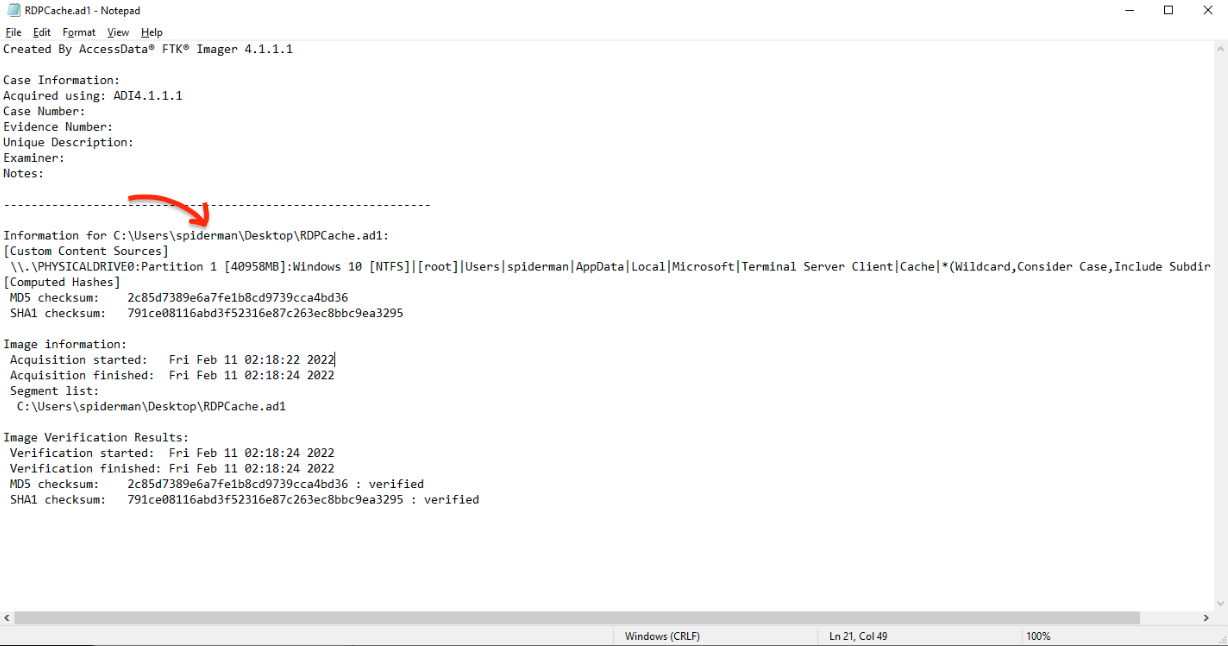 RDPCache.ad1 - Notepad
File Edit Format View Help
Created By AccessData® FTK® Imager 4.1.1.1
Case Information:
Acquired using: ADI4.1.1.1
Case Number:
Evidence Number:
Unique Description:
Examiner:
Notes:
--------------------------------------------------------------
Information for C:\Users\spiderman\Desktop\RDPCache.ad1:
[Custom Content Sources]
\\.\PHYSICALDRIVE0:Partition 1 [40958MB]:Windows 10 [NTFS]|[root]|Users|spiderman|AppData|Local|Microsoft|Terminal Server Client|Cache|*(Wildcard,Consider Case,Include Subdir
[Computed Hashes]
MD5 checksum: 2c85d7389e6a7fe1b8cd9739cca4bd36
SHA1 checksum: 791ce08116abd3f52316e87c263ec8bbc9ea3295
Image information:
Acquisition started: Fri Feb 11 02:18:22 2022
Acquisition finished: Fri Feb 11 02:18:24 2022
Segment list:
C:\Users\spiderman\Desktop\RDPCache.ad1
Image Verification Results:
Verification started: Fri Feb 11 02:18:24 2022
Verification finished: Fri Feb 11 02:18:24 2022
MD5 checksum: 2c85d7389e6a7fe1b8cd9739cca4bd36 : verified
SHA1 checksum: 791ce08116abd3f52316e87c263ec8bbc9ea3295 : verified
Windows (CRLF) Ln 21, Col 49 100%